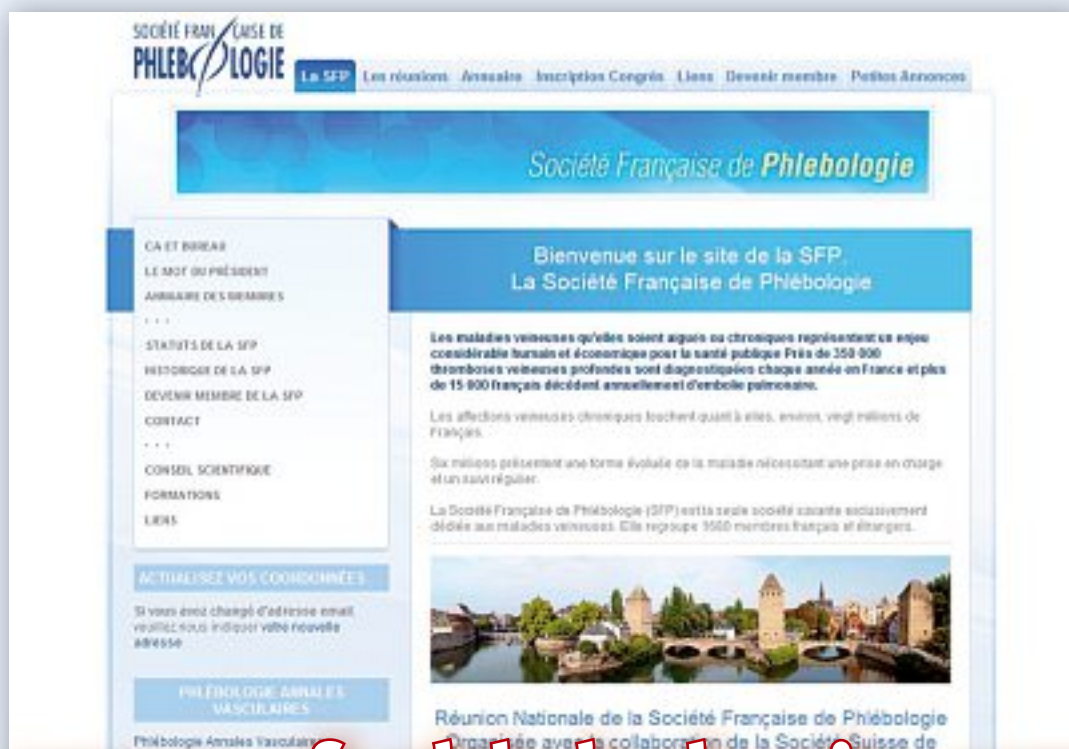 SOCIÉTÉ FRANÇAISE DE
PHLEBOLOGIE
La SFP Les réunions Annuaire Inscription Congrès Liens Devenir membre Petites Annonces
Société Française de Phlebologie
CA ET BUREAU
LE MOT DU PRÉSIDENT
ANNUAIRE DES MEMBRES
. . .
STATUTS DE LA SFP
HISTORIQUE DE LA SFP
DEVENIR MEMBRE DE LA SFP
CONTACT
. . .
CONSEIL SCIENTIFIQUE
FORMATIONS
LIENS
ACTUALISEZ VOS COORDONNÉES
Si vous avez changé d'adresse email
veuillez nous indiquer votre nouvelle
adresse
PHLÉBOLOGIE ANNALES
VASCULAIRES
Phlébologie Annales Vasculaires
Bienvenue sur le site de la SFP.
La Société Française de Phlébologie
Les maladies veineuses qu'elles soient aiguës ou chroniques représentent un enjeu
considérable humain et économique pour la santé publique Près de 350 000
thromboses veineuses profondes sont diagnostiquées chaque année en France et plus
de 15 000 français décèdent annuellement d'embolie pulmonaire.
Les affections veineuses chroniques touchent quant à elles, environ, vingt millions de
Français.
Six millions présentent une forme évoluée de la maladie nécessitant une prise en charge
et un suivi régulier.
La Société Française de Phlébologie (SFP) est la seule société savante exclusivement
dédiée aux maladies veineuses. Elle regroupe membres français et étrangers.
Réunion Nationale de la Société Française de Phlébologie
Organisée avec la collaboration de la Société Suisse de